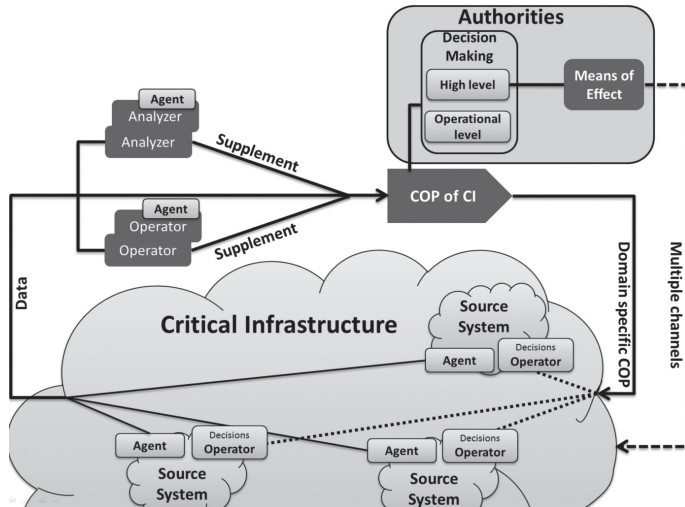 Authorities
Decision
Making
High level
Operational
level
Means of
Effect
Agent
Analyzer
Analyzer
Supplement
Agent
Operator
Operator
Supplement
COP of CI
Data
Domain specific COP
Multiple channels
Critical Infrastructure
Source
System
Agent
Decisions
Operator
Agent
Decisions
Operator
Source
System
Agent
Decisions
Operator
Source
System